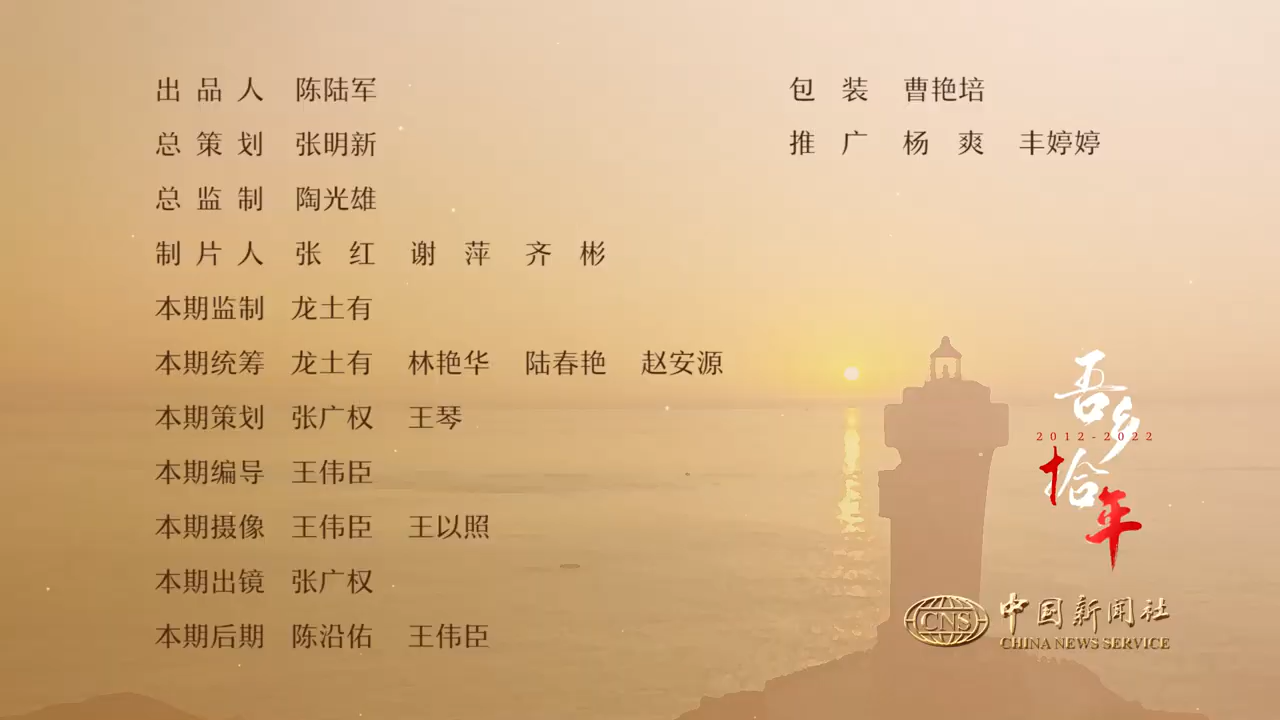 出品人 陈陆军
总策划 张明新
总监制 陶光雄
制片人 张红 谢萍 齐彬
本期监制 龙土有
本期统筹 龙土有 林艳华 陆春艳 赵安源
本期策划 张广权 王琴
本期编导 王伟臣
本期摄像 王伟臣 王以照
本期出镜 张广权
本期后期 陈沿佑 王伟臣
包装 曹艳培
推广 杨爽 丰婷婷
吾乡
2012-2022
拾年
CNS
中国新闻社
CHINA NEWS SERVICE